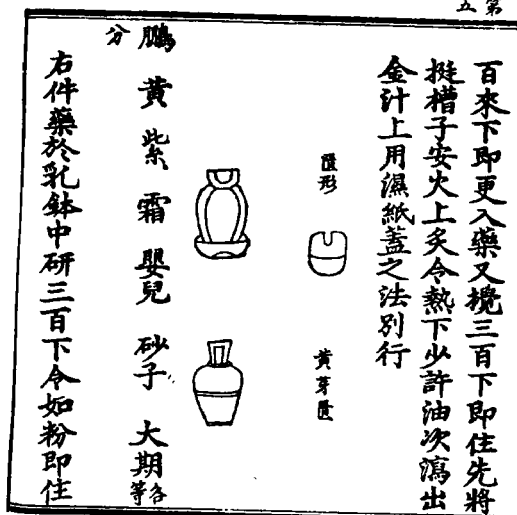 第
五
百來下即更入藥又攪三百下即住先將
挺槽子安火上炙令熱下少許油次瀉出
金汁上用濕紙蓋之法別行
匱形
黃芽匱
鵬 黃 紫 霜 嬰兒 砂子 大期各等
分
右件藥於乳鉢中研三百下令如粉即住